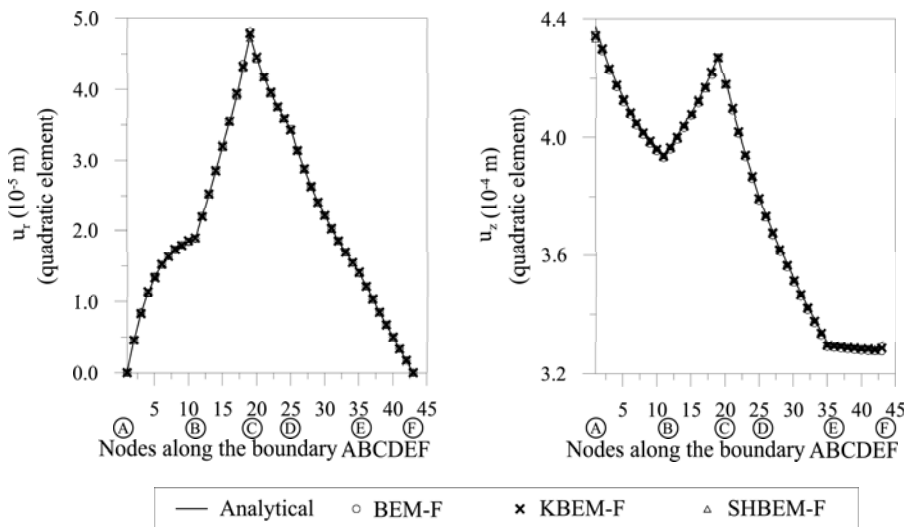 5.0
4.0
3.0
2.0
1.0
0.0
u_r (10^-5 m)
(quadratic element)
5 10 15 20 25 30 35 40 45
A B C D E F
Nodes along the boundary ABCDEF
4.4
4.0
3.6
3.2
u_z (10^-4 m)
(quadratic element)
5 10 15 20 25 30 35 40 45
A B C D E F
Nodes along the boundary ABCDEF
Analytical BEM-F KBEM-F SHBEM-F